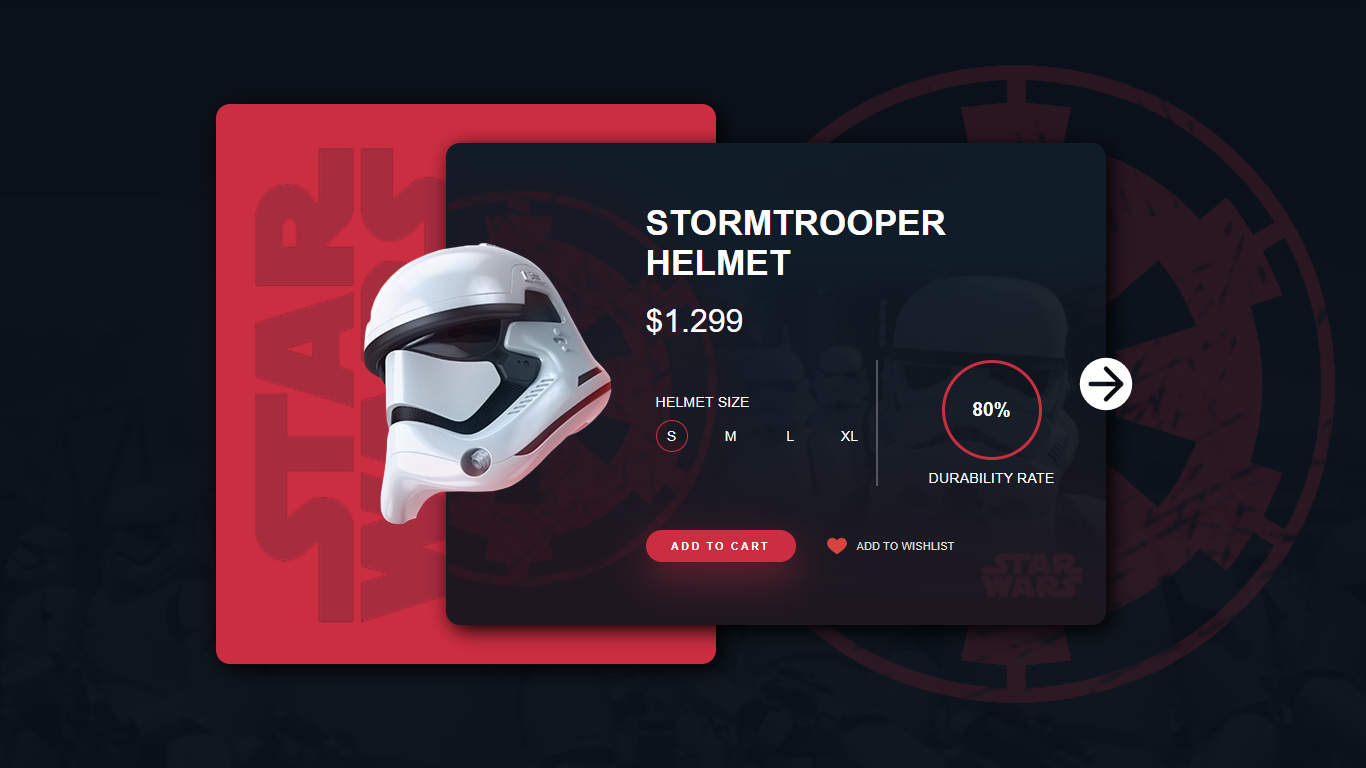 STAR
WARS
STORMTROOPER
HELMET
$1.299
HELMET SIZE
S M L XL
80%
DURABILITY RATE
ADD TO CART
ADD TO WISHLIST
STAR
WARS